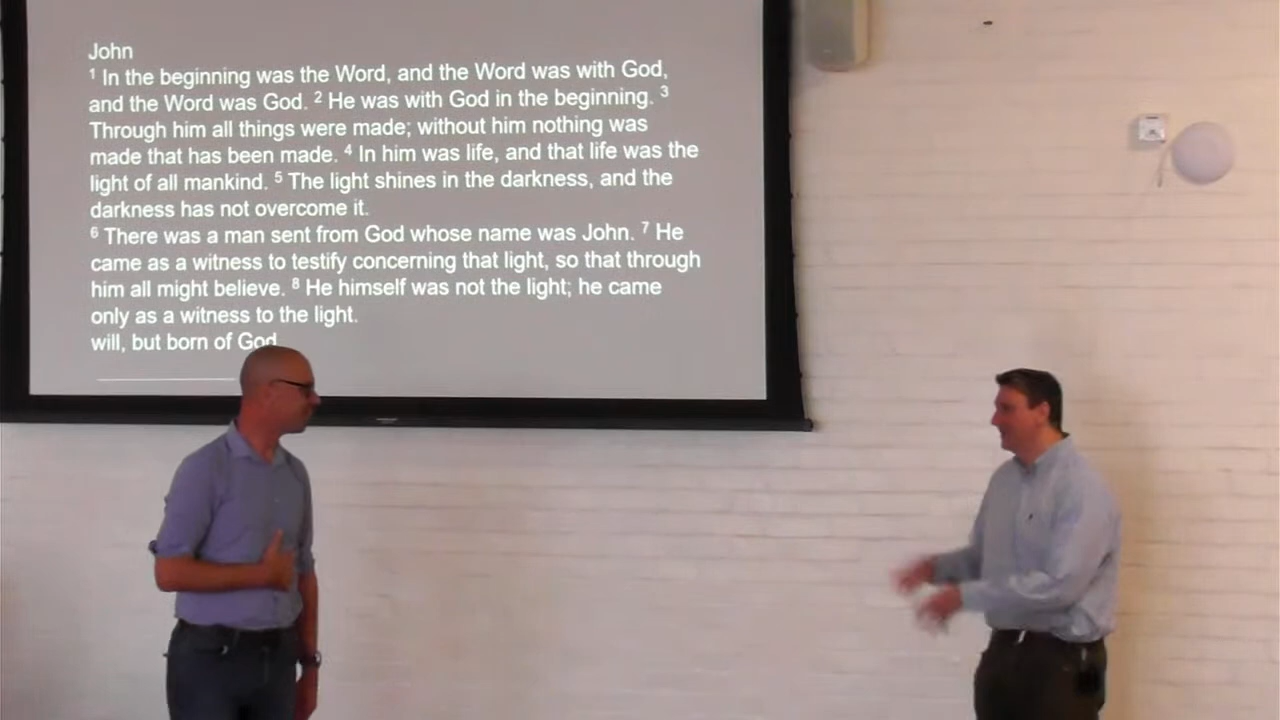 John
¹ In the beginning was the Word, and the Word was with God,
and the Word was God. ² He was with God in the beginning. ³
Through him all things were made; without him nothing was
made that has been made. ⁴ In him was life, and that life was the
light of all mankind. ⁵ The light shines in the darkness, and the
darkness has not overcome it.
⁶ There was a man sent from God whose name was John. ⁷ He
came as a witness to testify concerning that light, so that through
him all might believe. ⁸ He himself was not the light; he came
only as a witness to the light.
will, but born of God